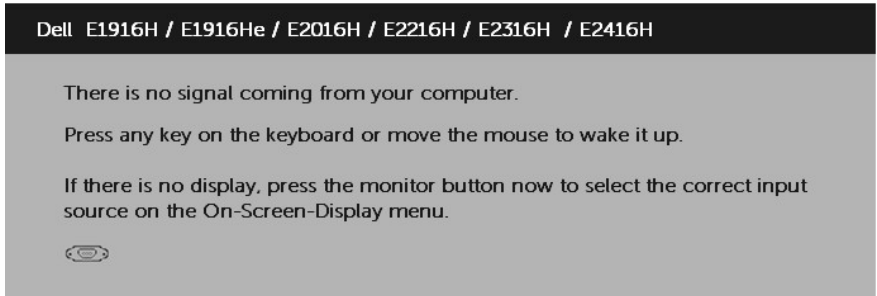 Dell E1916H / E1916He / E2016H / E2216H / E2316H / E2416H
There is no signal coming from your computer.
Press any key on the keyboard or move the mouse to wake it up.
If there is no display, press the monitor button now to select the correct input
source on the On-Screen-Display menu.